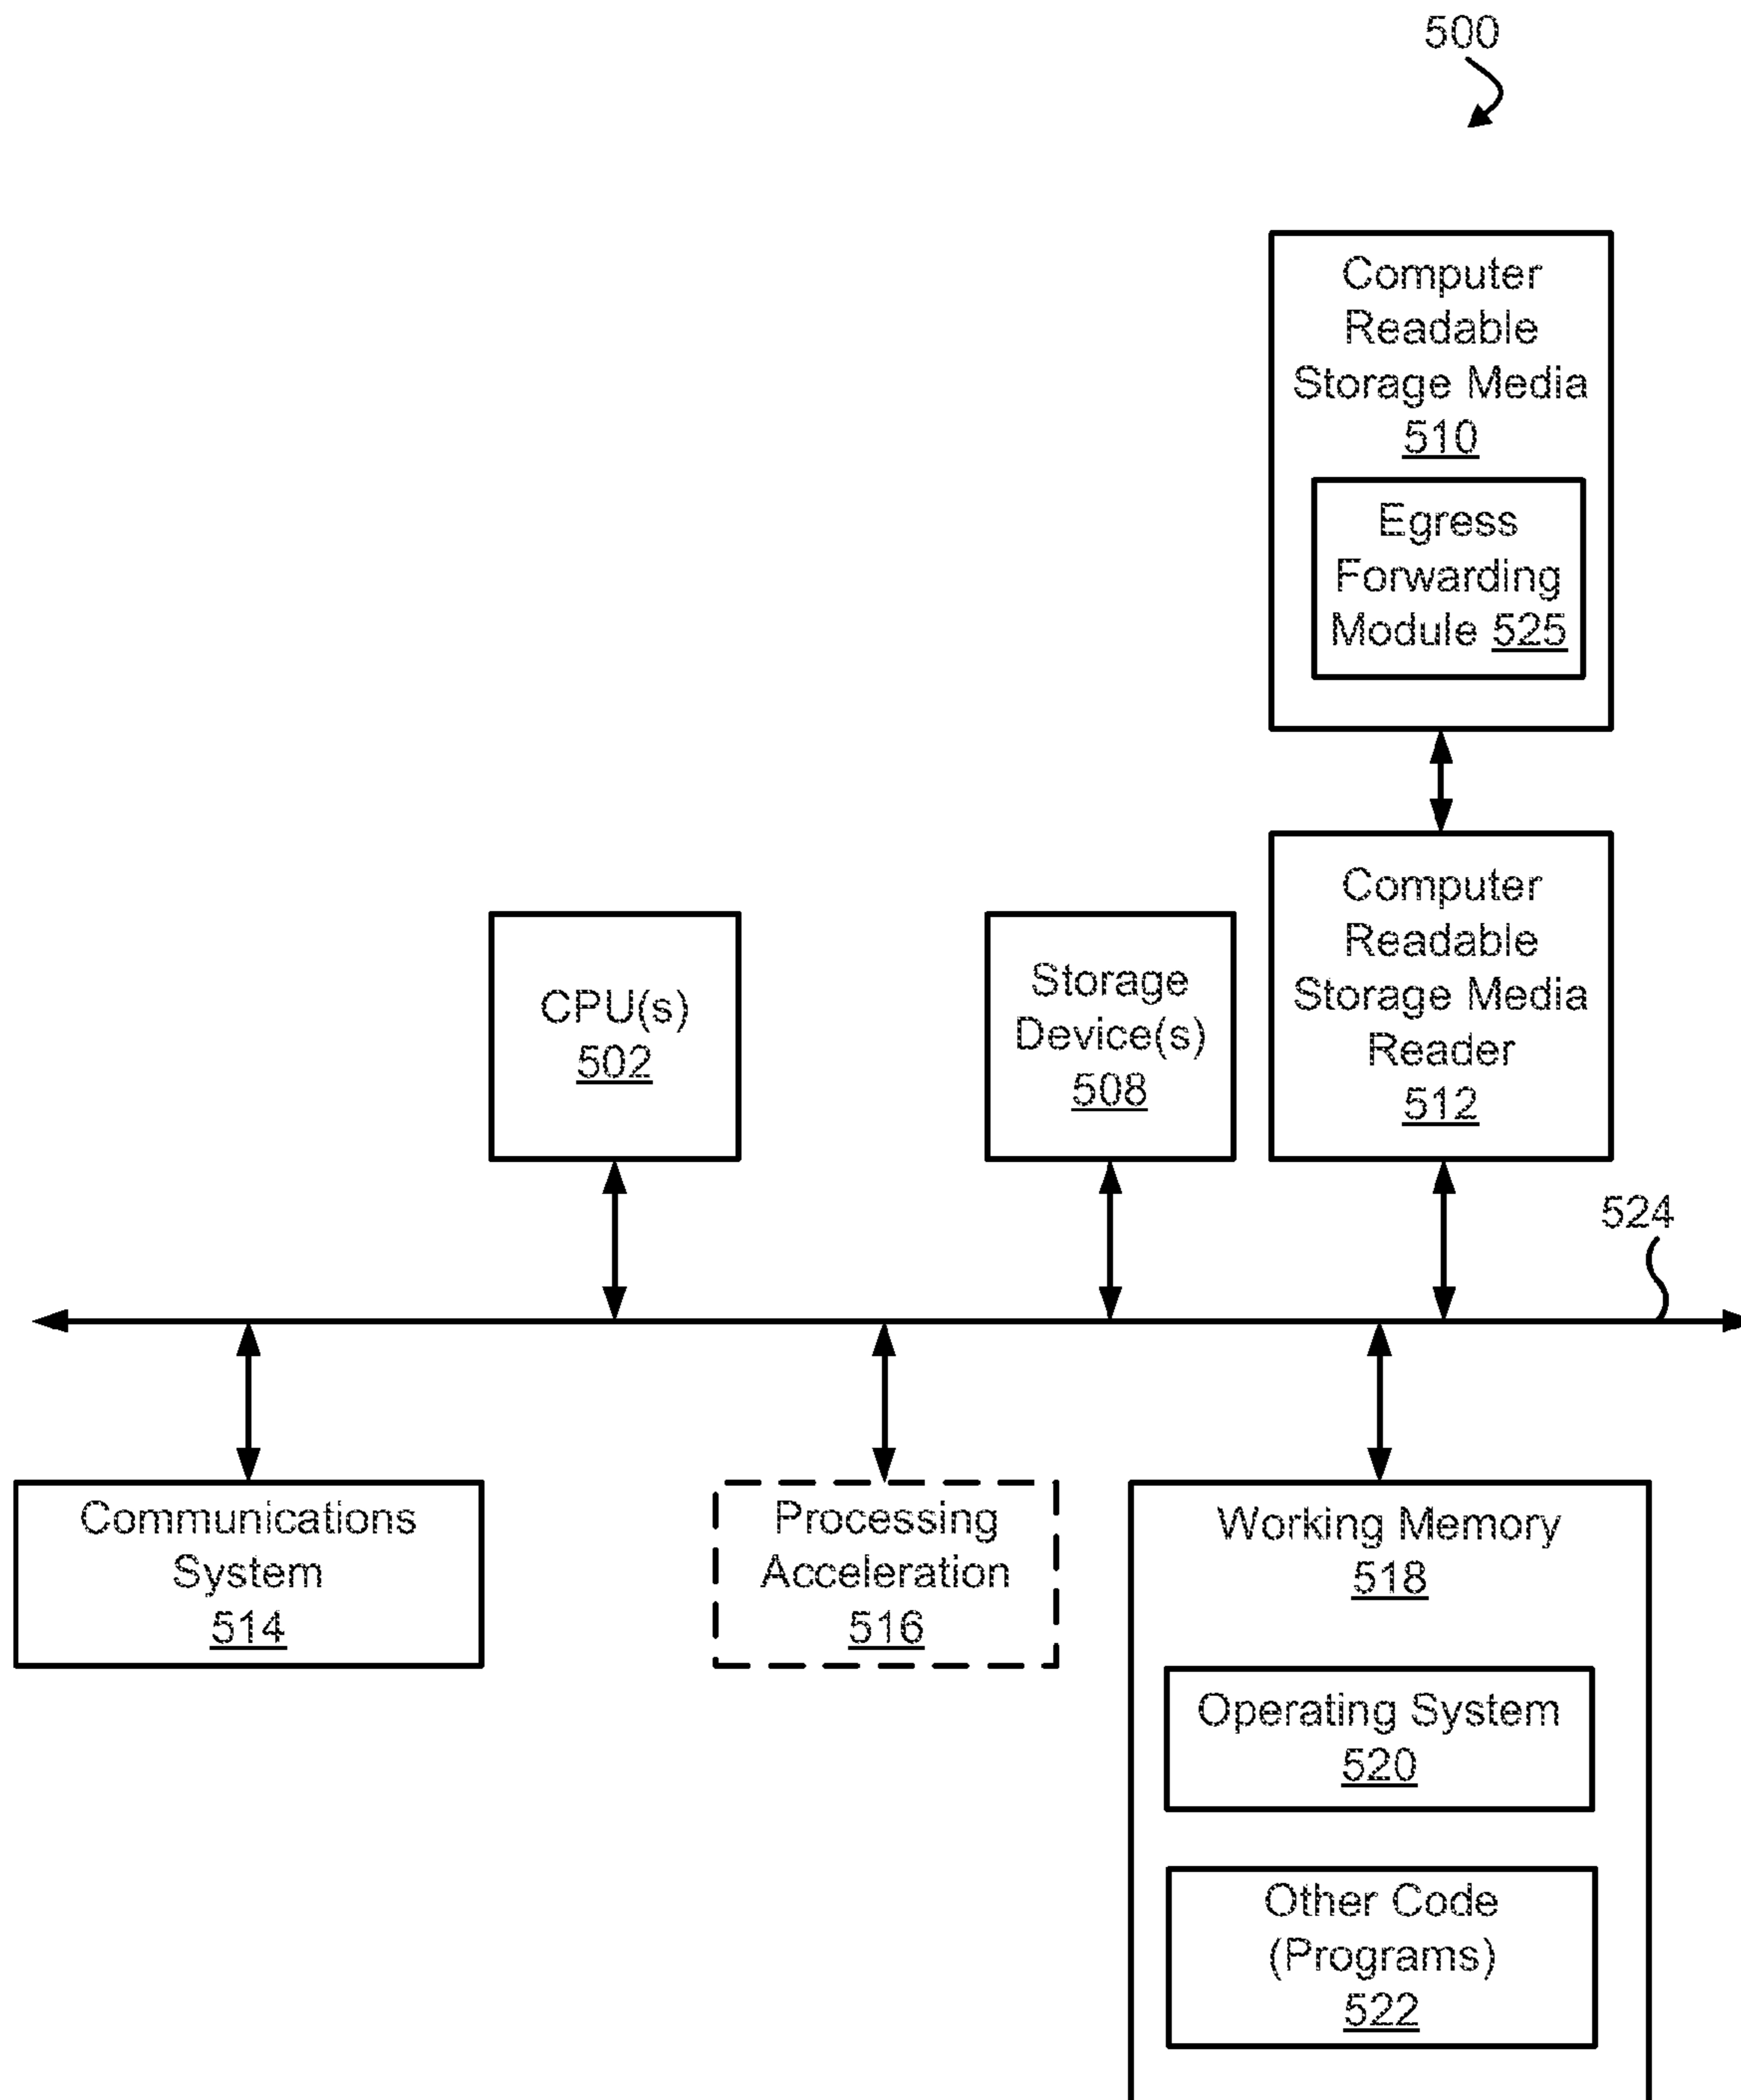 500
Computer
Readable
Storage Media
510
Egress
Forwarding
Module 525
Computer
Readable
Storage Media
Reader
512
CPU(s)
502
Storage
Device(s)
508
524
Communications
System
514
Processing
Acceleration
516
Working Memory
518
Operating System
520
Other Code
(Programs)
522